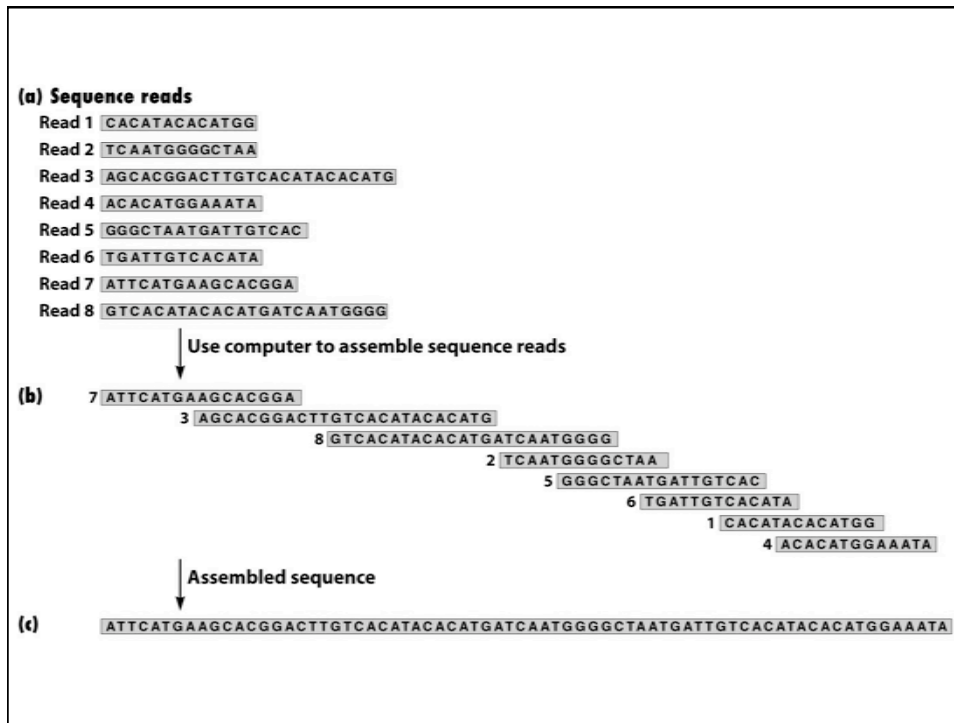 (a) Sequence reads
Read 1 CACATACACATGG
Read 2 TCAATGGGGCTAA
Read 3 AGCACGGACTTGTCACATACACATG
Read 4 ACACATGGAAATA
Read 5 GGGCTAATGATTGTCAC
Read 6 TGATTGTCACATA
Read 7 ATTCATGAAGCACGGA
Read 8 GTCACATACACATGATCAATGGGG
Use computer to assemble sequence reads
(b) 7 ATTCATGAAGCACGGA
3 AGCACGGACTTGTCACATACACATG
8 GTCACATACACATGATCAATGGGG
2 TCAATGGGGCTAA
5 GGGCTAATGATTGTCAC
6 TGATTGTCACATA
1 CACATACACATGG
4 ACACATGGAAATA
Assembled sequence
(c) ATTCATGAAGCACGGACTTGTCACATACACATGATCAATGGGGCTAATGATTGTCACATACACATGGAAATA